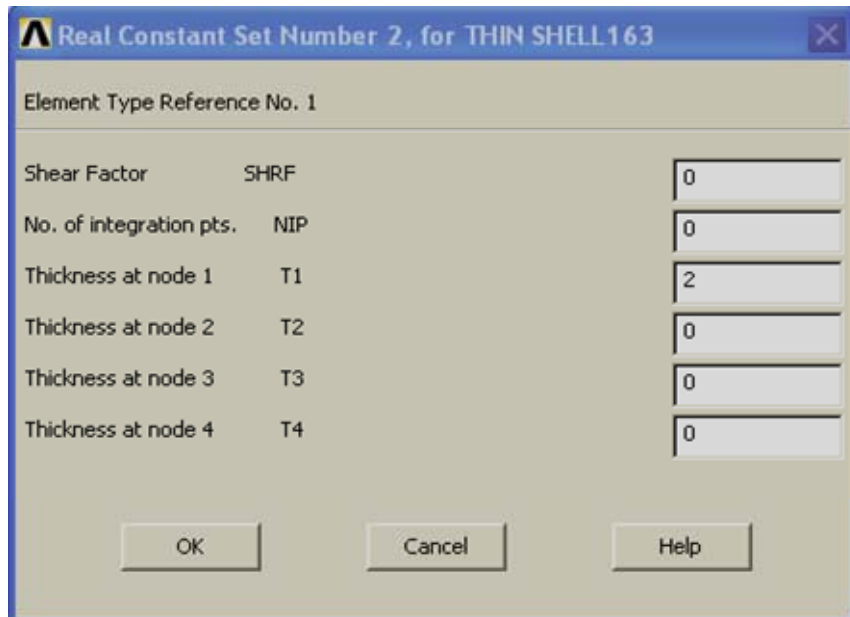 Real Constant Set Number 2, for THIN SHELL163
Element Type Reference No. 1
Shear Factor SHRF 0
No. of integration pts. NIP 0
Thickness at node 1 T1 2
Thickness at node 2 T2 0
Thickness at node 3 T3 0
Thickness at node 4 T4 0
OK Cancel Help